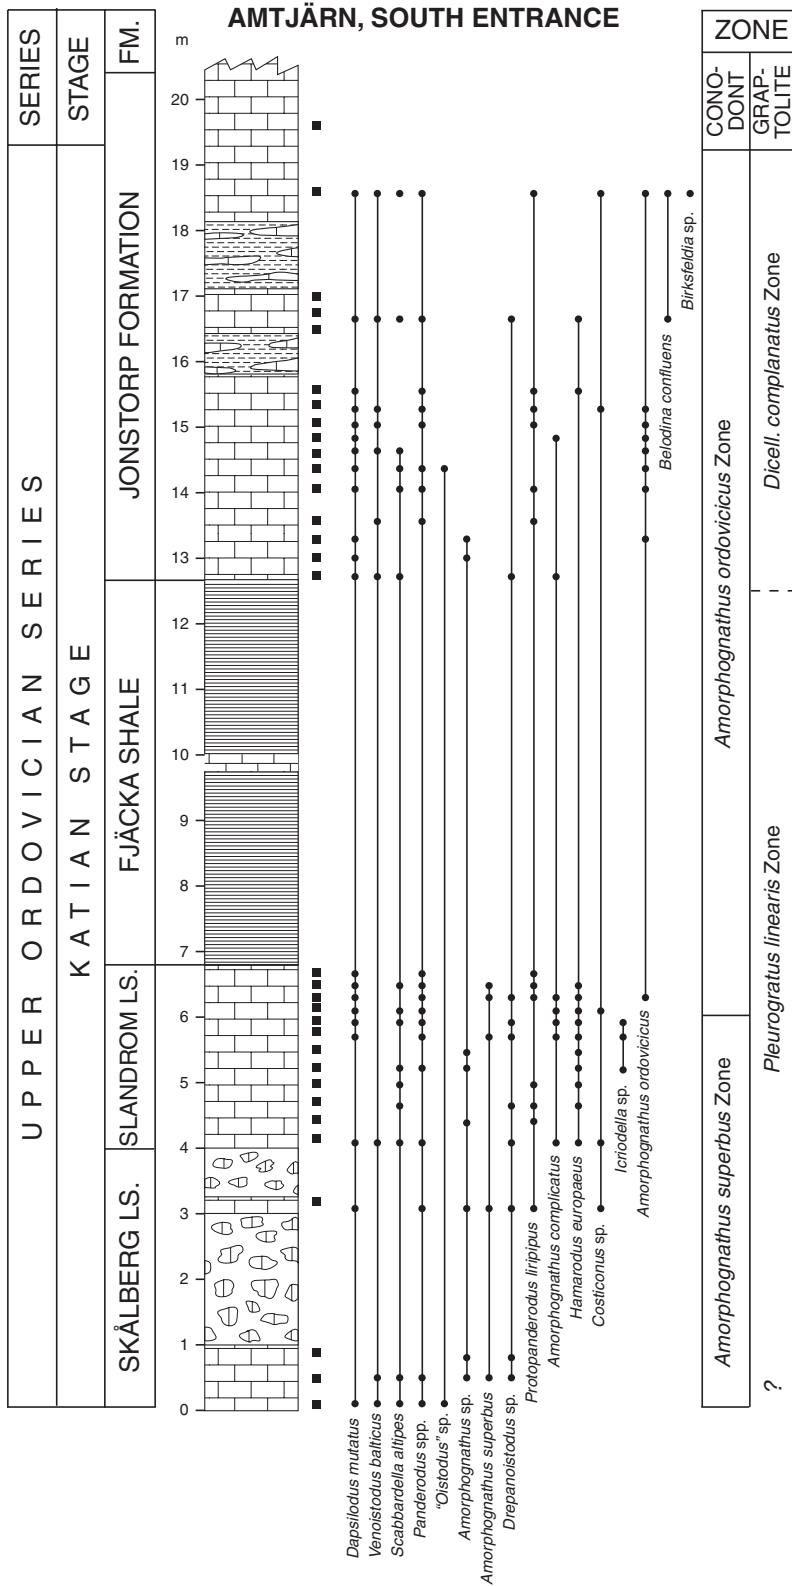 AMTJÄRN, SOUTH ENTRANCE
SERIES
STAGE
FM.
m
ZONE
CONO-
DONT
GRAP-
TOLITE
UPPER ORDOVICIAN SERIES
KATIAN STAGE
JONSTORP FORMATION
FJÄCKA SHALE
SLANDROM LS.
SKÅLBERG LS.
20
19
18
17
16
15
14
13
12
11
10
9
8
7
6
5
4
3
2
1
0
Dapsilodus mutatus
Venoistodus balticus
Scabbardella altipes
Panderodus spp.
"Oistodus" sp.
Amorphognathus sp.
Amorphognathus superbus
Drepanoistodus sp.
Protopanderodus liripipus
Amorphognathus complicatus
Hamarodus europaeus
Costiconus sp.
Icriodella sp.
Amorphognathus ordovicicus
Belodina confluens
Birksfeldia sp.
Amorphognathus ordovicicus Zone
Amorphognathus superbus Zone
Dicell. complanatus Zone
Pleurogratus linearis Zone
?